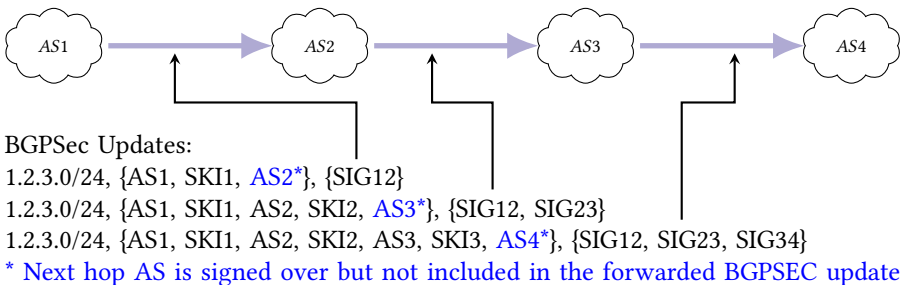 AS1 AS2 AS3 AS4
BGPSec Updates:
1.2.3.0/24, {AS1, SKI1, AS2*}, {SIG12}
1.2.3.0/24, {AS1, SKI1, AS2, SKI2, AS3*}, {SIG12, SIG23}
1.2.3.0/24, {AS1, SKI1, AS2, SKI2, AS3, SKI3, AS4*}, {SIG12, SIG23, SIG34}
* Next hop AS is signed over but not included in the forwarded BGPSEC update